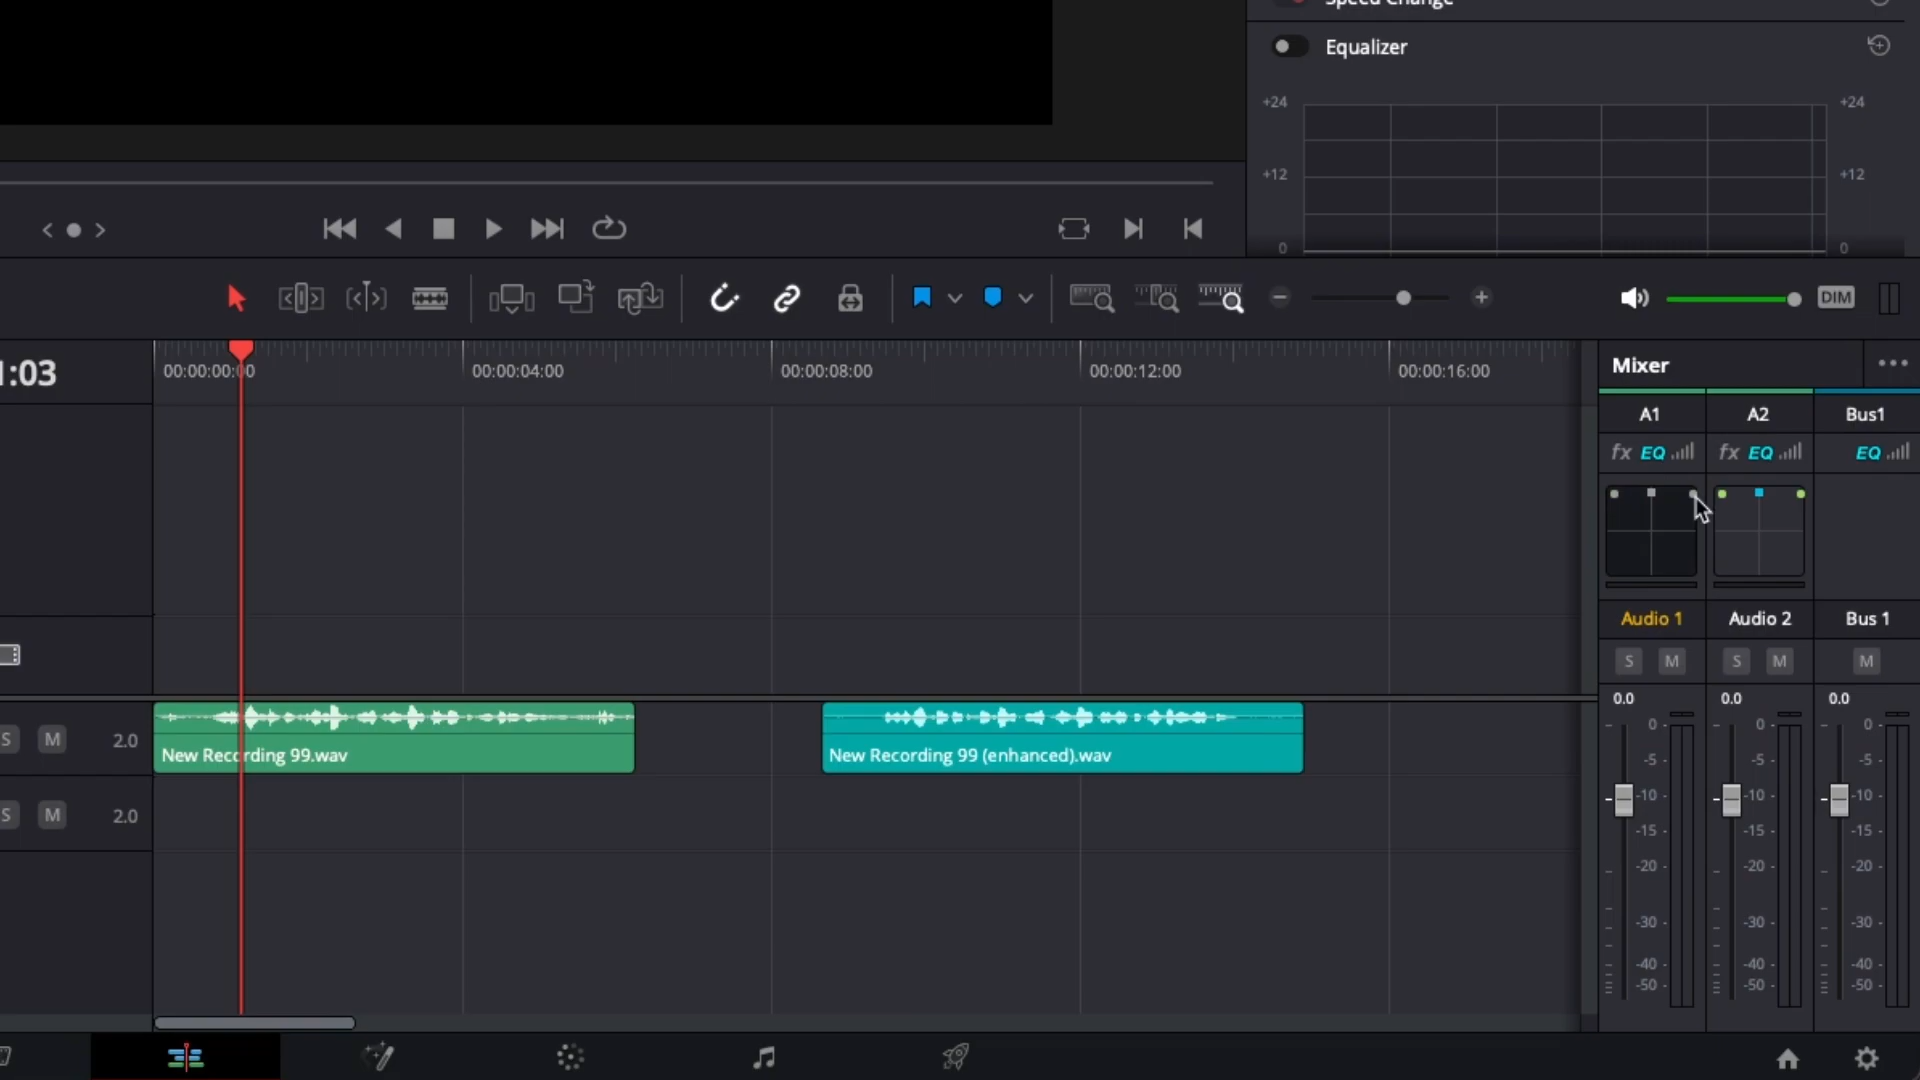 Speed Change
Equalizer
+24 +24
+12 +12
0 0
DIM
1:03
00:00:00:00 00:00:04:00 00:00:08:00 00:00:12:00 00:00:16:00
Mixer
A1 A2 Bus1
fx EQ fx EQ EQ
Audio 1 Audio 2 Bus 1
S M S M M
0.0 0.0 0.0
0 0 0
-5 -5 -5
-10 -10 -10
-15 -15 -15
-20 -20 -20
-30 -30 -30
-40 -40 -40
-50 -50 -50
S M 2.0
New Recording 99.wav
New Recording 99 (enhanced).wav
S M 2.0